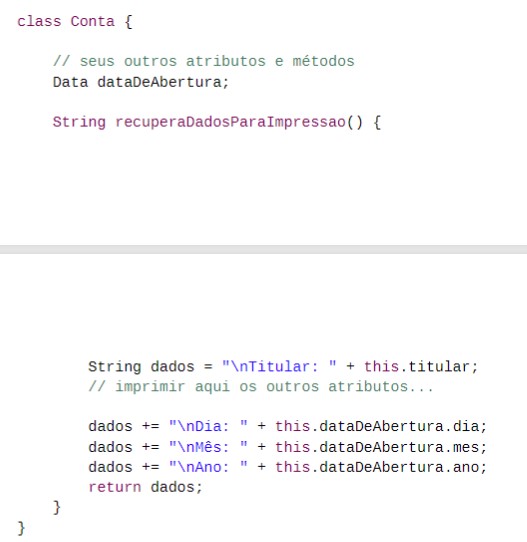 class Conta {
// seus outros atributos e métodos
Data dataDeAbertura;
String recuperaDadosParaImpressao() {
String dados = "\nTitular: " + this.titular;
// imprimir aqui os outros atributos...
dados += "\nDia: " + this.dataDeAbertura.dia;
dados += "\nMês: " + this.dataDeAbertura.mes;
dados += "\nAno: " + this.dataDeAbertura.ano;
return dados;
}
}